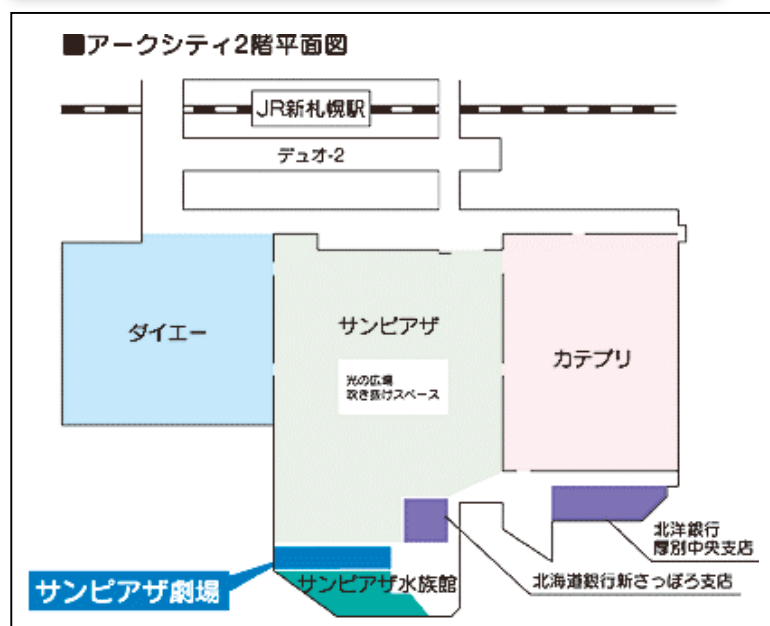 ■アークシティ2階平面図
JR新札幌駅
デュオ-2
ダイエー
サンピアザ
カテプリ
光の広場
吹き抜けスペース
北洋銀行
厚別中央支店
北海道銀行新さっぽろ支店
サンピアザ劇場
サンピアザ水族館